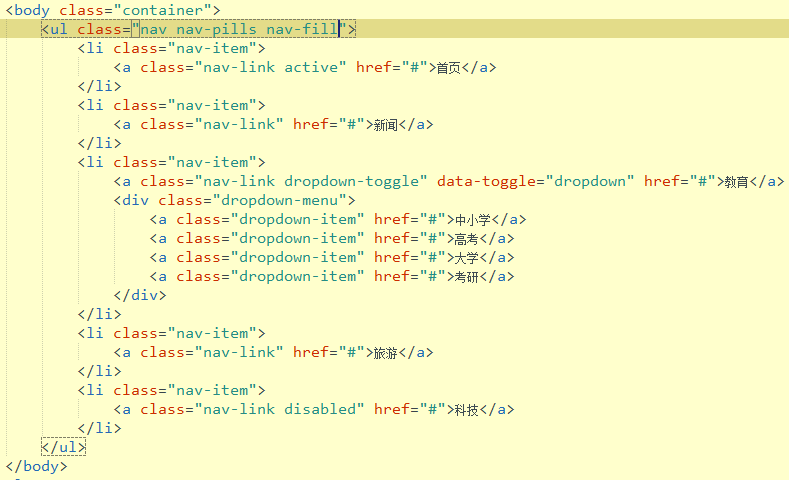 <body class="container">
<ul class="nav nav-pills nav-fill">
<li class="nav-item">
<a class="nav-link active" href="#">首页</a>
</li>
<li class="nav-item">
<a class="nav-link" href="#">新闻</a>
</li>
<li class="nav-item">
<a class="nav-link dropdown-toggle" data-toggle="dropdown" href="#">教育</a>
<div class="dropdown-menu">
<a class="dropdown-item" href="#">中小学</a>
<a class="dropdown-item" href="#">高考</a>
<a class="dropdown-item" href="#">大学</a>
<a class="dropdown-item" href="#">考研</a>
</div>
</li>
<li class="nav-item">
<a class="nav-link" href="#">旅游</a>
</li>
<li class="nav-item">
<a class="nav-link disabled" href="#">科技</a>
</li>
</ul>
</body>